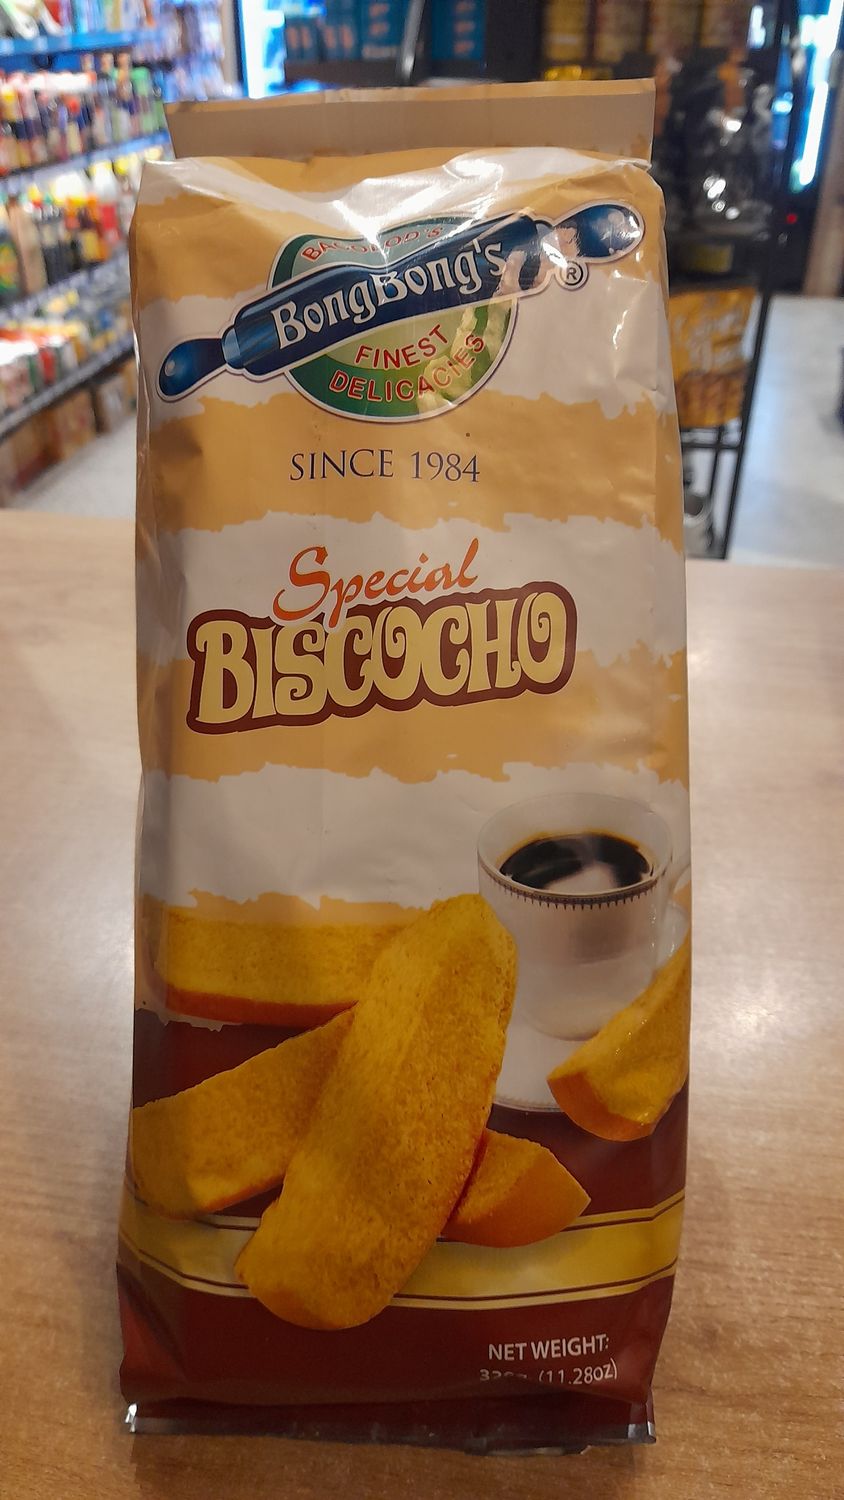 BACOLOD'S
BongBong's
®
FINEST
DELICACIES
SINCE 1984
Special
BISCOCHO
NET WEIGHT:
(11.28oz)